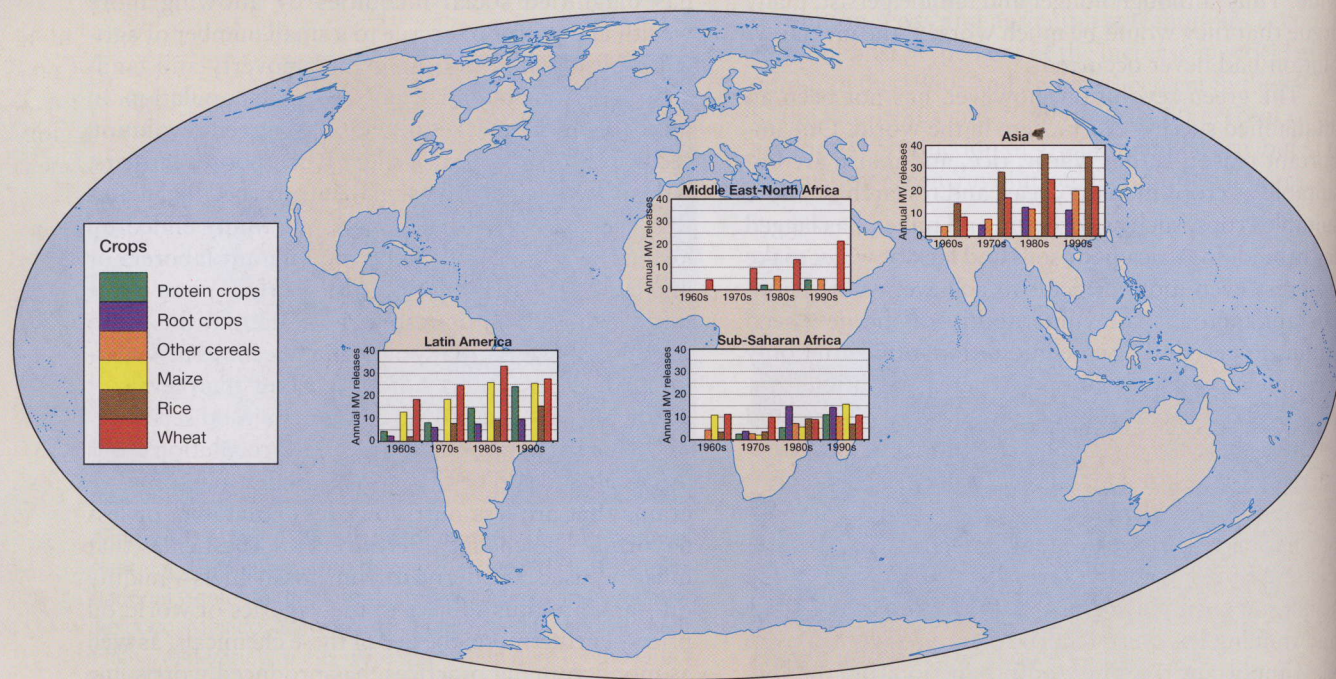 Asia
Annual MV releases
40
30
20
10
0
1960s 1970s 1980s 1990s
Middle East-North Africa
Annual MV releases
40
30
20
10
0
1960s 1970s 1980s 1990s
Crops
Protein crops
Root crops
Other cereals
Maize
Rice
Wheat
Latin America
Annual MV releases
40
30
20
10
0
1960s 1970s 1980s 1990s
Sub-Saharan Africa
Annual MV releases
40
30
20
10
0
1960s 1970s 1980s 1990s